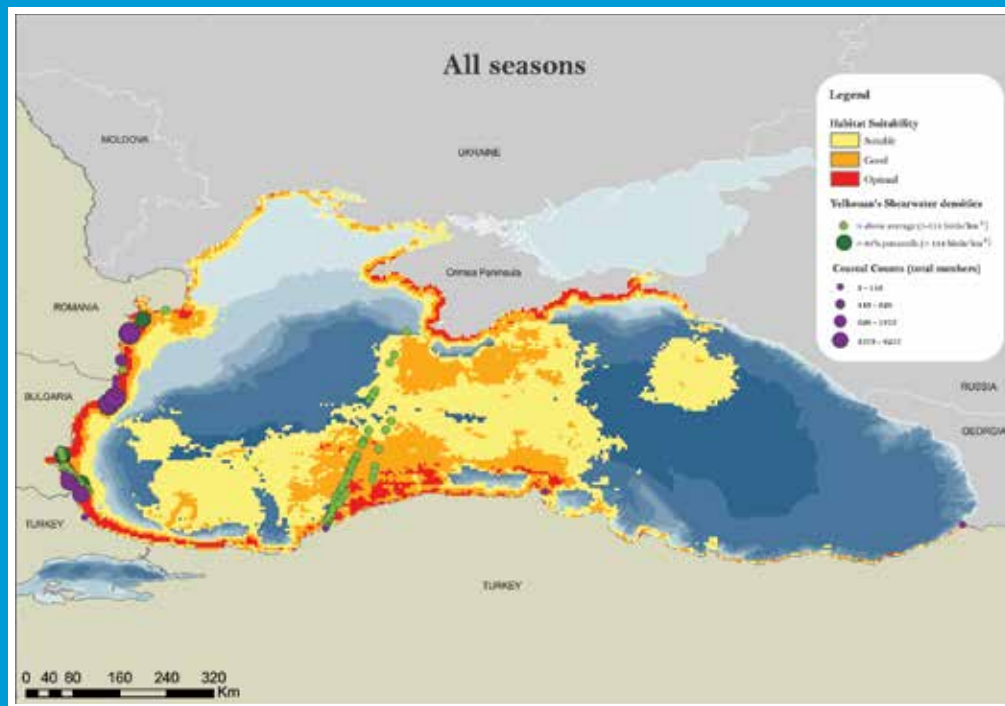 All seasons
Legend
Habitat Suitability
Suitable
Good
Optimal
Yelkouan's Shearwater densities
Coastal Counts (total numbers)
MOLDOVA
UKRAINE
Crimea Peninsula
ROMANIA
BULGARIA
RUSSIA
GEORGIA
TURKEY
TURKEY
0 40 80 160 240 320
Km